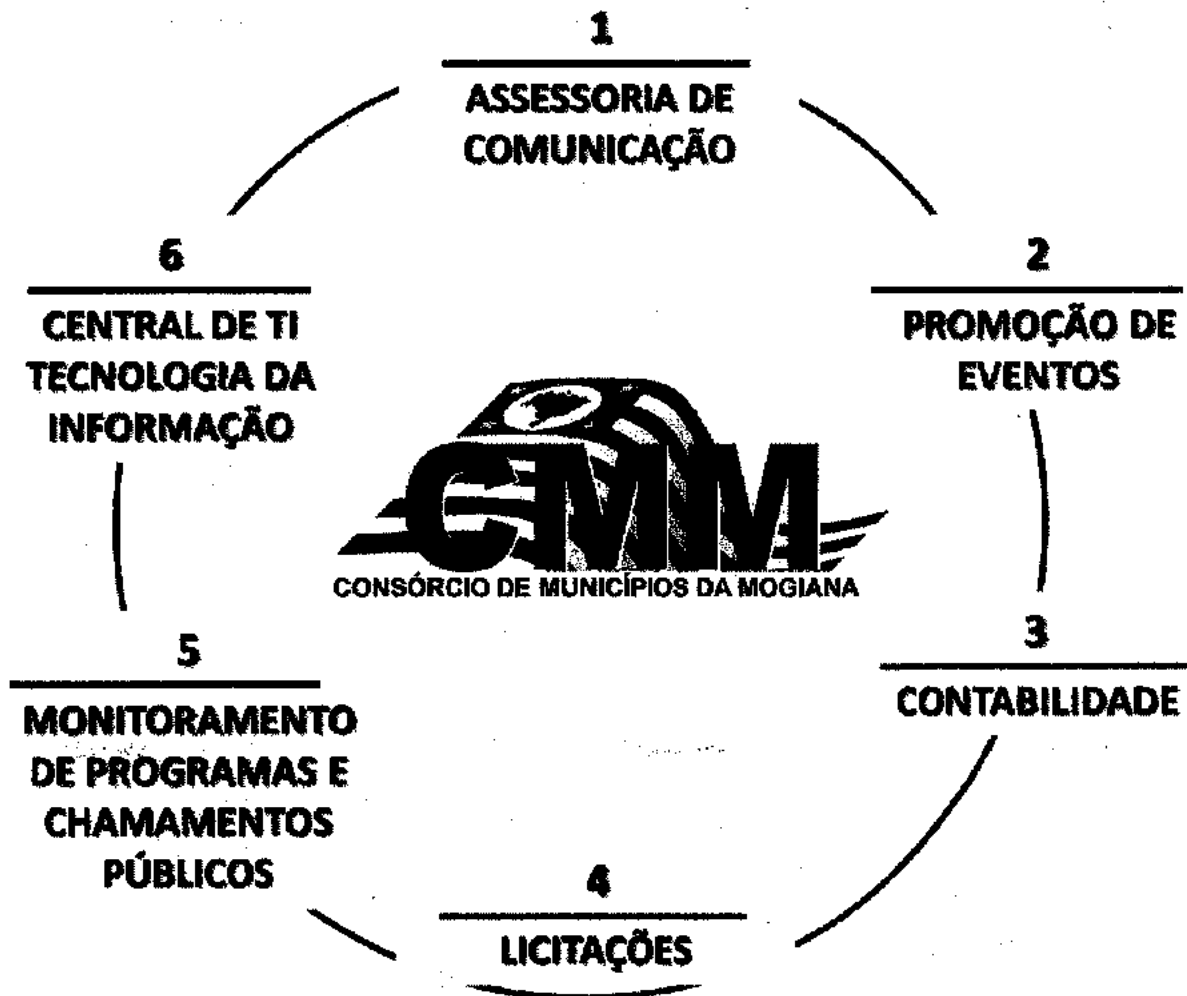 1
ASSESSORIA DE
COMUNICAÇÃO
2
PROMOÇÃO DE
EVENTOS
3
CONTABILIDADE
4
LICITAÇÕES
5
MONITORAMENTO
DE PROGRAMAS E
CHAMAMENTOS
PÚBLICOS
6
CENTRAL DE TI
TECNOLOGIA DA
INFORMAÇÃO
CMM
CONSÓRCIO DE MUNICÍPIOS DA MOGIANA